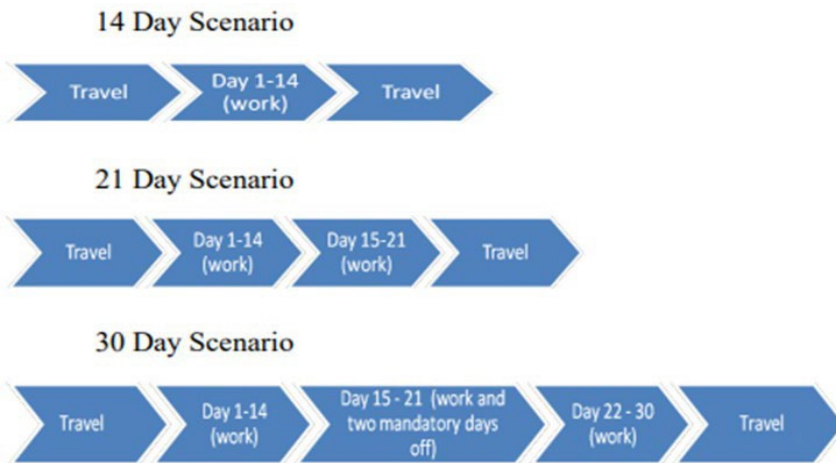 14 Day Scenario
Travel
Day 1-14
(work)
Travel
21 Day Scenario
Travel
Day 1-14
(work)
Day 15-21
(work)
Travel
30 Day Scenario
Travel
Day 1-14
(work)
Day 15 - 21 (work and
two mandatory days
off)
Day 22 - 30
(work)
Travel